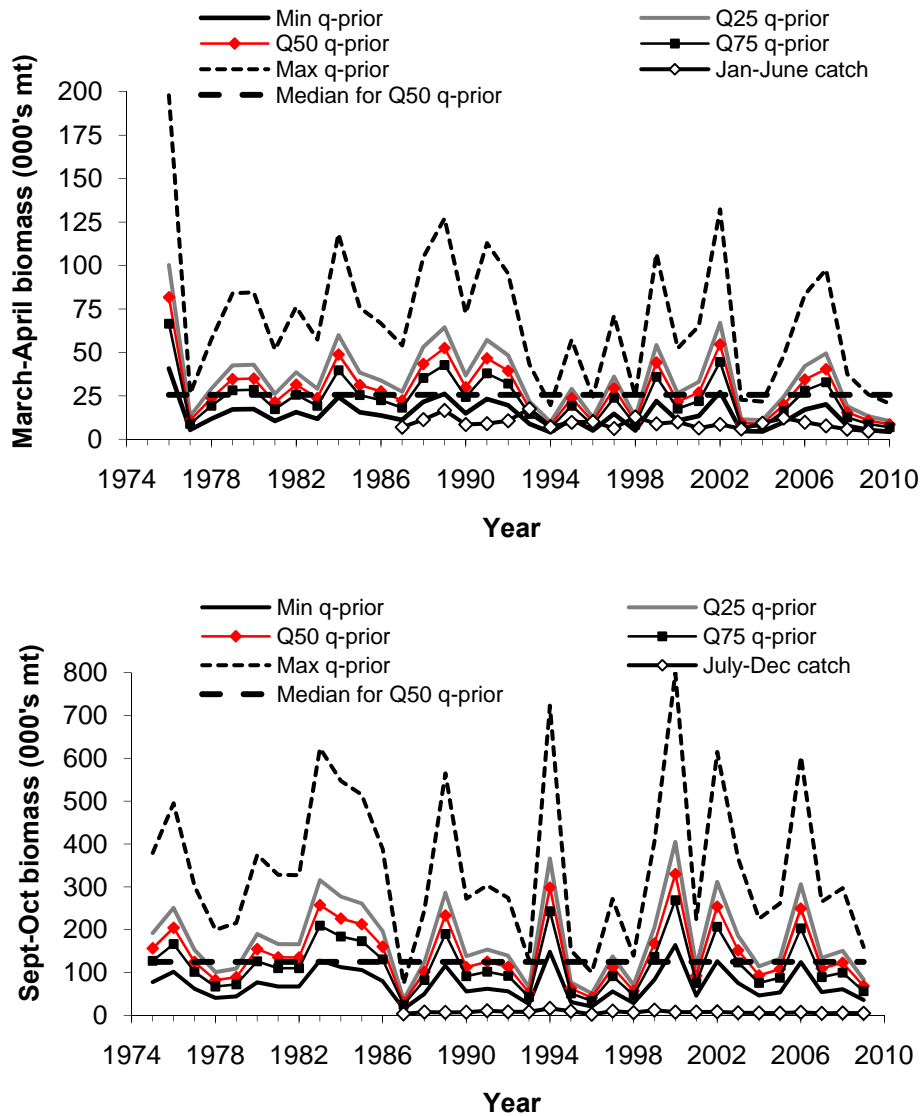 Min q-prior Q25 q-prior
Q50 q-prior Q75 q-prior
Max q-prior Jan-June catch
Median for Q50 q-prior
March-April biomass (000's mt)
200
175
150
125
100
75
50
25
0
1974 1978 1982 1986 1990 1994 1998 2002 2006 2010
Year
Min q-prior Q25 q-prior
Q50 q-prior Q75 q-prior
Max q-prior July-Dec catch
Median for Q50 q-prior
Sept-Oct biomass (000's mt)
800
700
600
500
400
300
200
100
0
1974 1978 1982 1986 1990 1994 1998 2002 2006 2010
Year